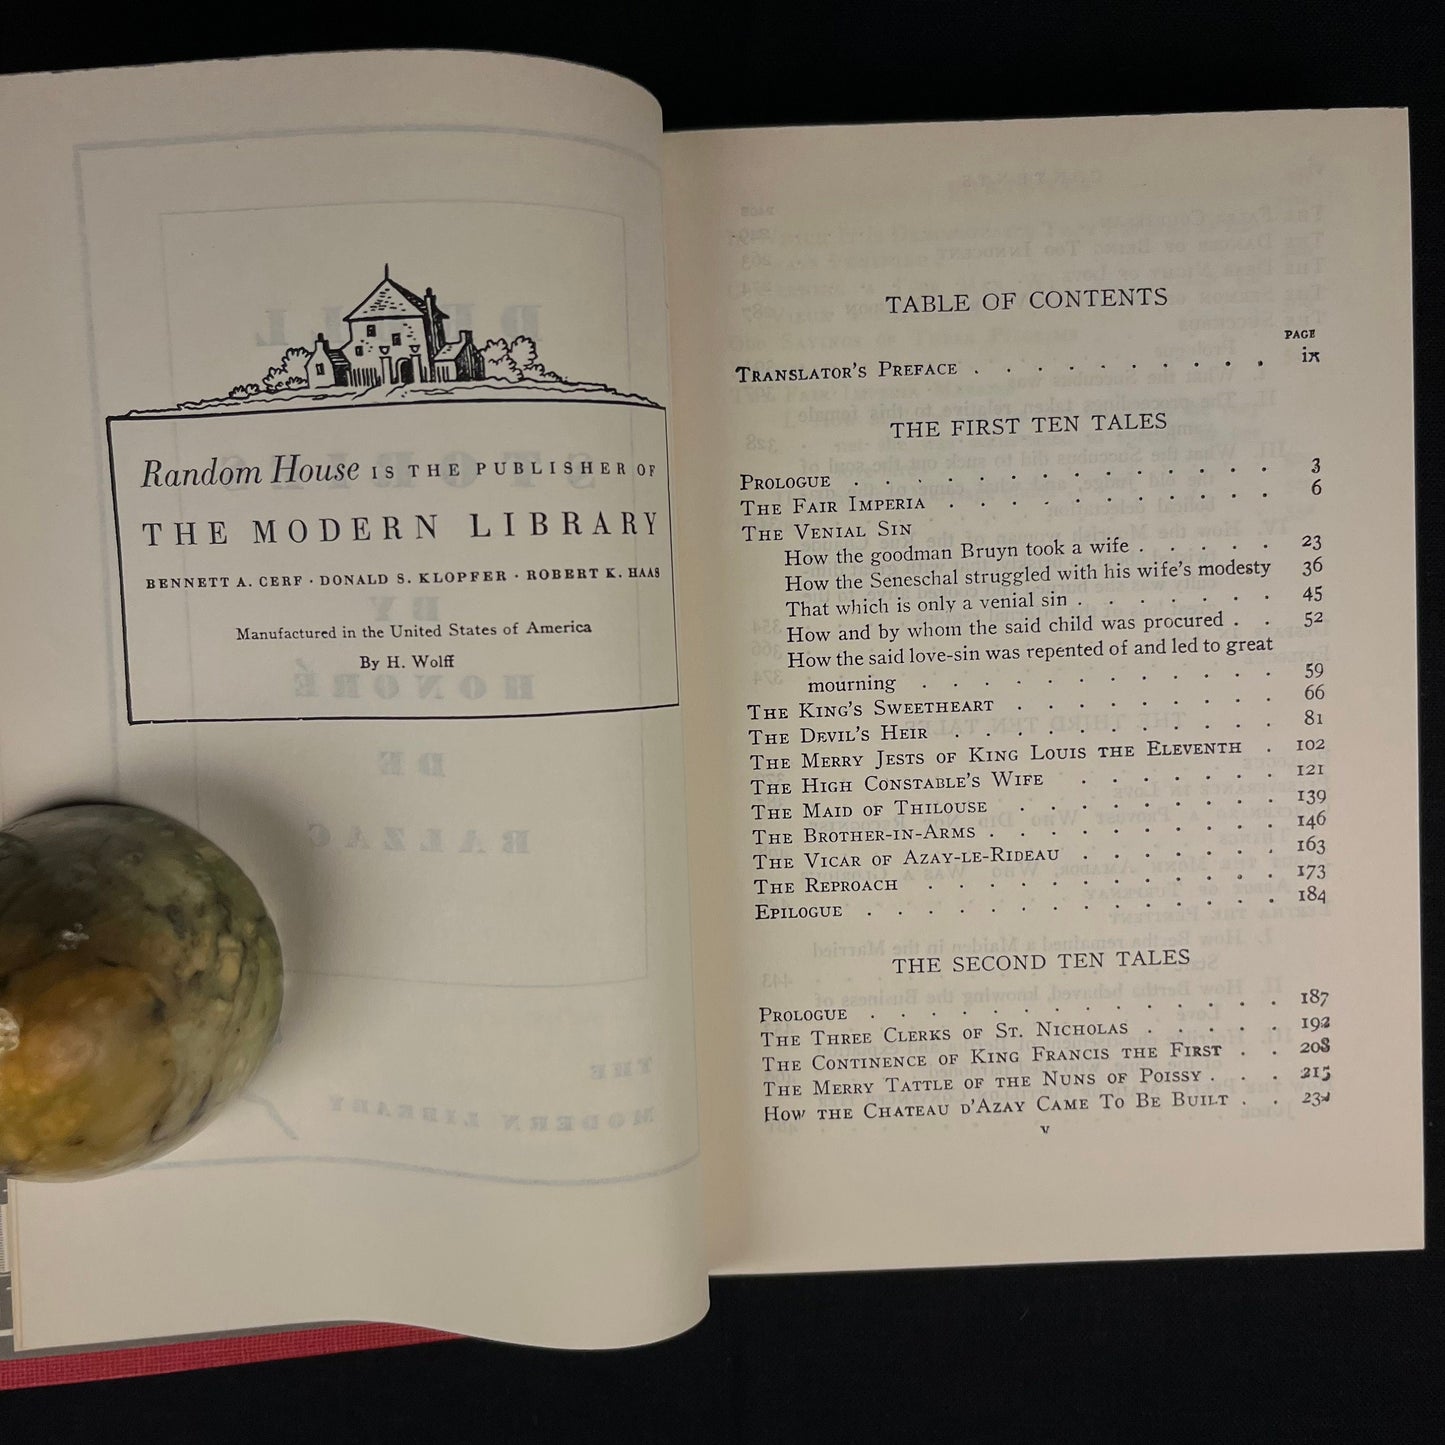 Random House IS THE PUBLISHER OF
THE MODERN LIBRARY
BENNETT A. CERF · DONALD S. KLOPFER · ROBERT K. HAAS
Manufactured in the United States of America
By H. Wolff
TABLE OF CONTENTS
PAGE
TRANSLATOR'S PREFACE . . . . . . . . . . ix
THE FIRST TEN TALES
PROLOGUE . . . . . . . . . . . 3
THE FAIR IMPERIA . . . . . . . . . 6
THE VENIAL SIN
How the goodman Bruyn took a wife . . . . . 23
How the Seneschal struggled with his wife's modesty 36
That which is only a venial sin . . . . . . . 45
How and by whom the said child was procured . . 52
How the said love-sin was repented of and led to great
mourning . . . . . . . . . . . 59
THE KING'S SWEETHEART . . . . . . . . 66
THE DEVIL'S HEIR . . . . . . . . . 81
THE MERRY JESTS OF KING LOUIS THE ELEVENTH . 102
THE HIGH CONSTABLE'S WIFE . . . . . . 121
THE MAID OF THILOUSE . . . . . . . . 139
THE BROTHER-IN-ARMS . . . . . . . . . 146
THE VICAR OF AZAY-LE-RIDEAU . . . . . . 163
THE REPROACH . . . . . . . . . . 173
EPILOGUE . . . . . . . . . . . . 184
THE SECOND TEN TALES
PROLOGUE . . . . . . . . . . . . 187
THE THREE CLERKS OF ST. NICHOLAS . . . . . 192
THE CONTINENCE OF KING FRANCIS THE FIRST . . 208
THE MERRY TATTLE OF THE NUNS OF POISSY . . . 215
HOW THE CHATEAU D'AZAY CAME TO BE BUILT . .
v